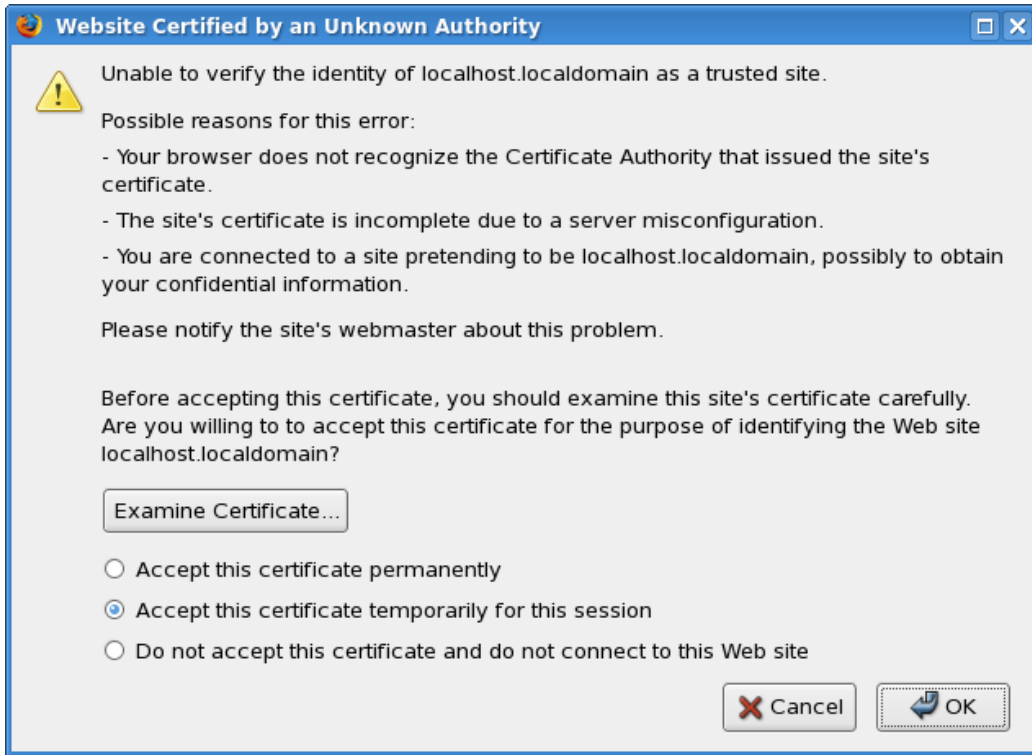 Website Certified by an Unknown Authority
Unable to verify the identity of localhost.localdomain as a trusted site.
Possible reasons for this error:
- Your browser does not recognize the Certificate Authority that issued the site's
certificate.
- The site's certificate is incomplete due to a server misconfiguration.
- You are connected to a site pretending to be localhost.localdomain, possibly to obtain
your confidential information.
Please notify the site's webmaster about this problem.
Before accepting this certificate, you should examine this site's certificate carefully.
Are you willing to to accept this certificate for the purpose of identifying the Web site
localhost.localdomain?
Examine Certificate...
Accept this certificate permanently
Accept this certificate temporarily for this session
Do not accept this certificate and do not connect to this Web site
Cancel OK